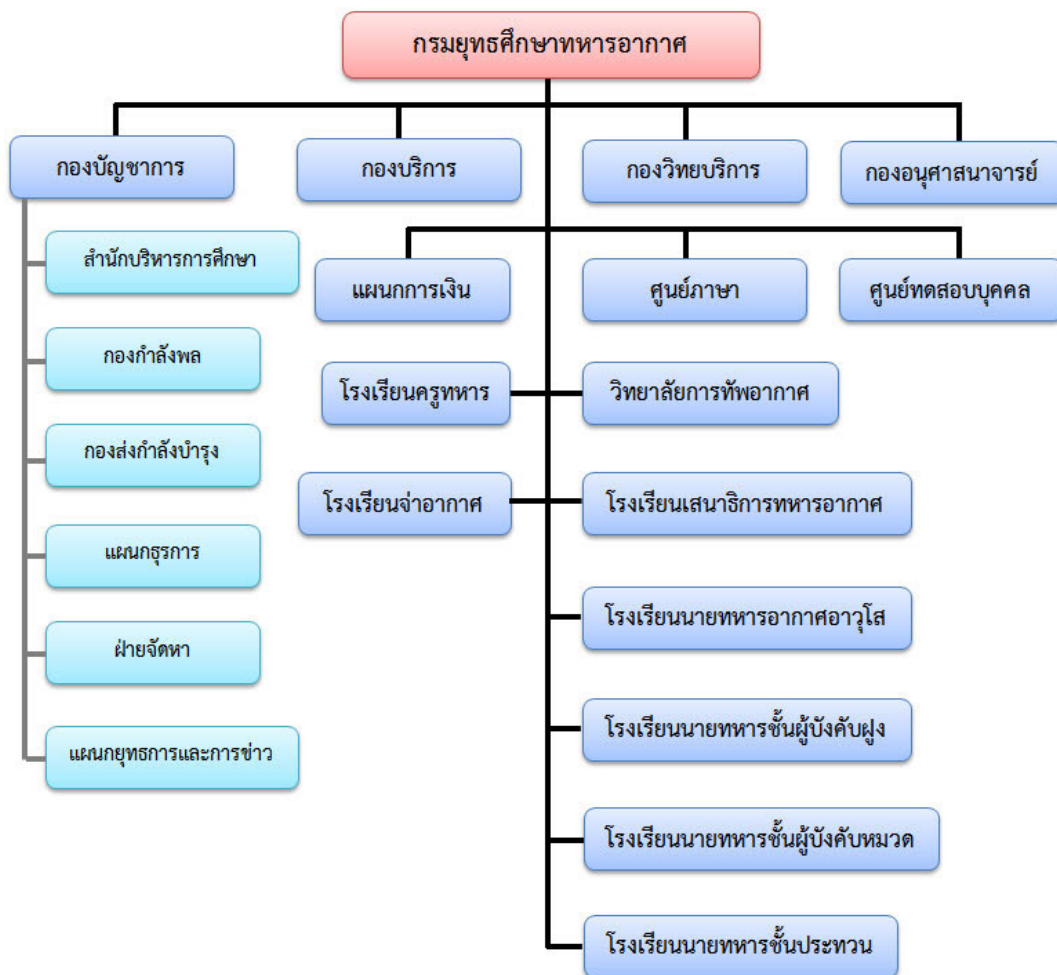 กรมยุทธศึกษาทหารอากาศ
กองบัญชาการ
กองบริการ
กองวิทยบริการ
กองอนุศาสนาจารย์
สำนักบริหารการศึกษา
กองกำลังพล
กองส่งกำลังบำรุง
แผนกธุรการ
ฝ่ายจัดหา
แผนกยุทธการและการข่าว
แผนกการเงิน
ศูนย์ภาษา
ศูนย์ทดสอบบุคคล
โรงเรียนครูทหาร
วิทยาลัยการทัพอากาศ
โรงเรียนจ่าอากาศ
โรงเรียนเสนาธิการทหารอากาศ
โรงเรียนนายทหารอากาศอาวุโส
โรงเรียนนายทหารชั้นผู้บังคับฝูง
โรงเรียนนายทหารชั้นผู้บังคับหมวด
โรงเรียนนายทหารชั้นประทวน